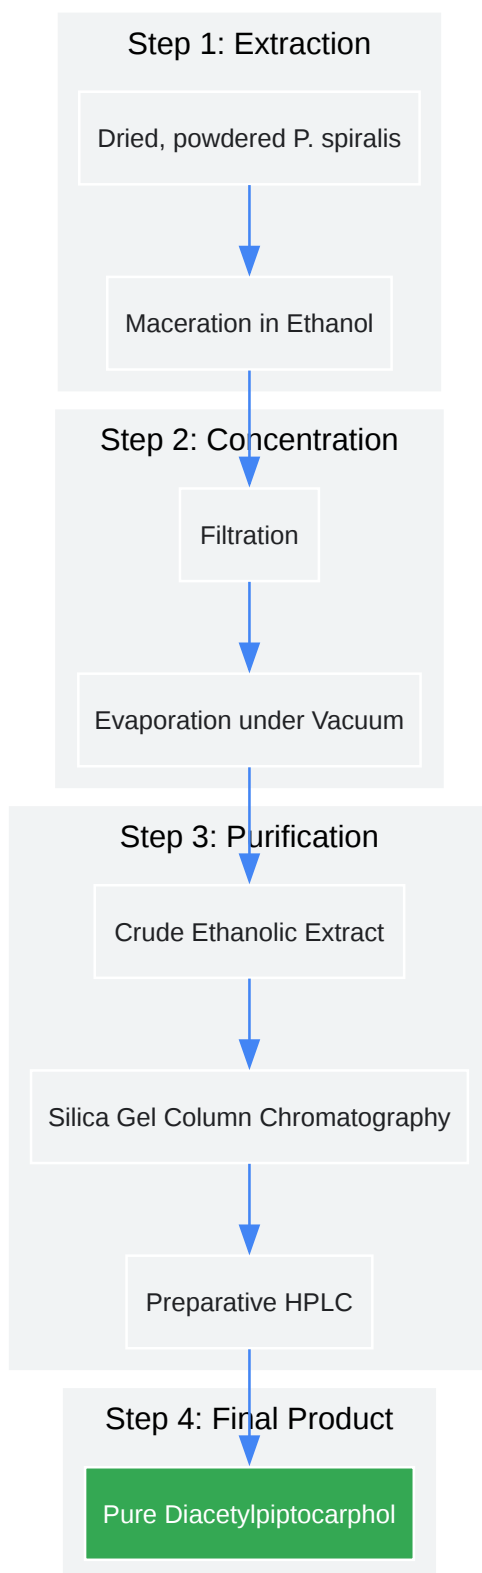 Step 1: Extraction
Dried, powdered P. spiralis
Maceration in Ethanol
Step 2: Concentration
Filtration
Evaporation under Vacuum
Step 3: Purification
Crude Ethanolic Extract
Silica Gel Column Chromatography
Preparative HPLC
Step 4: Final Product
Pure Diacetylpiptocarphol